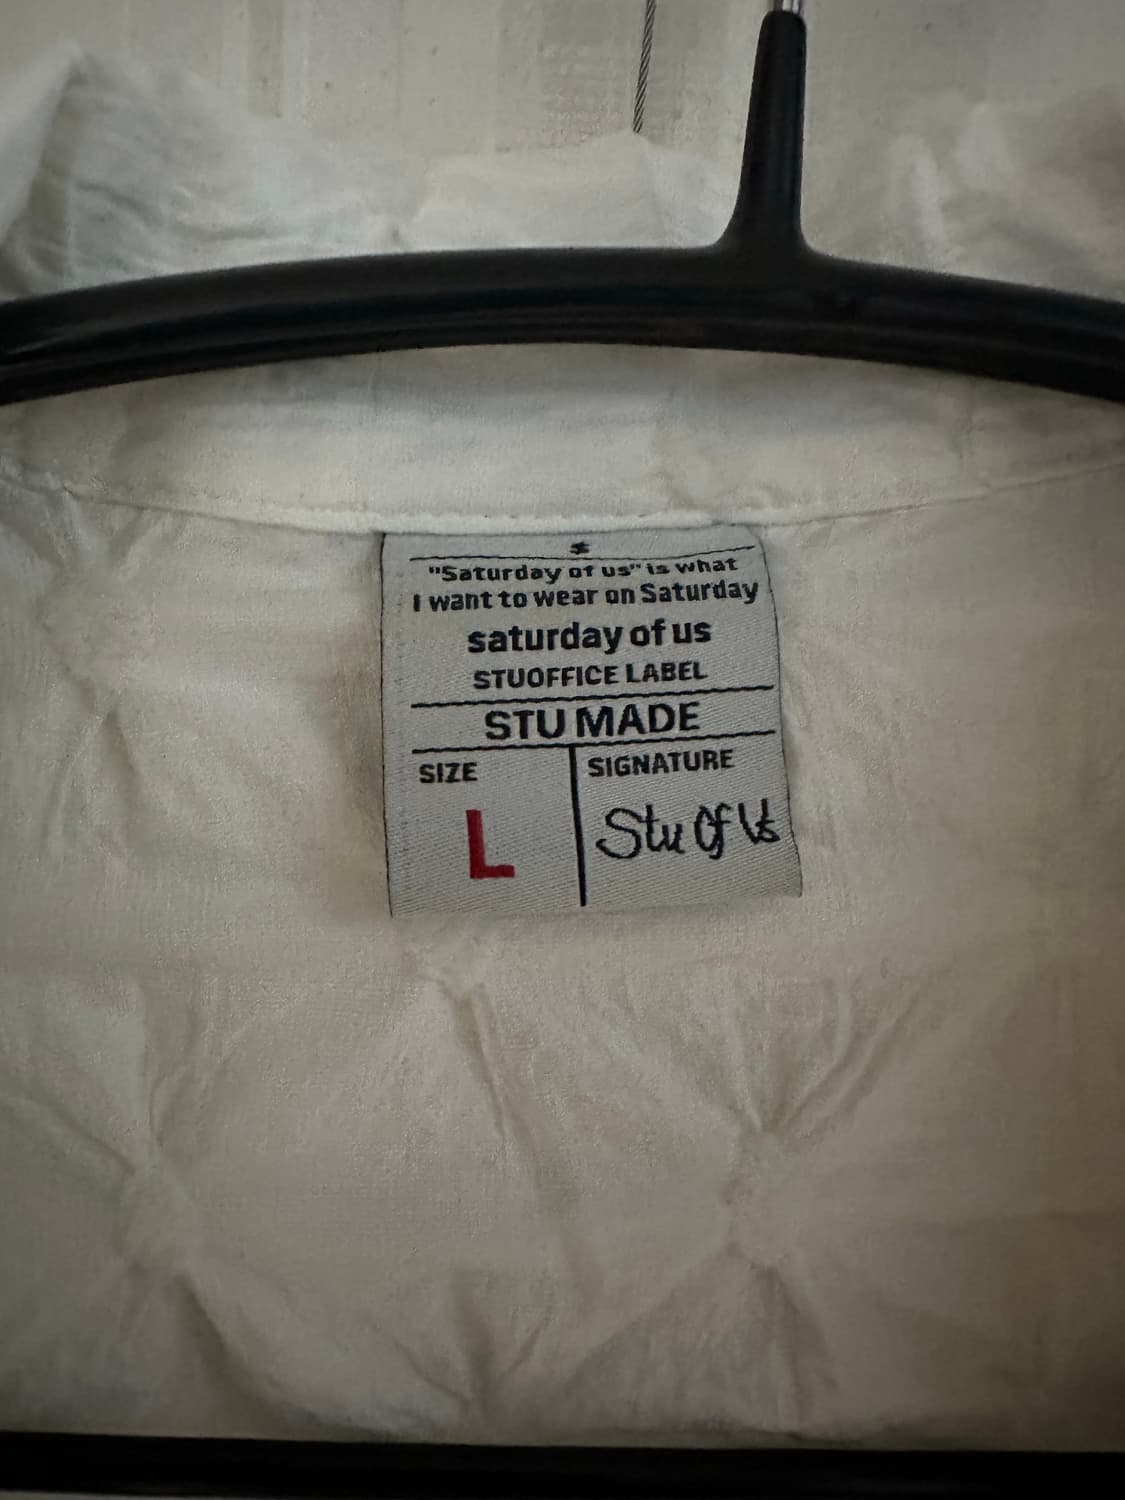 "Saturday of us" is what
I want to wear on Saturday
saturday of us
STUOFFICE LABEL
STU MADE
SIZE
L
SIGNATURE
Stu Of Us